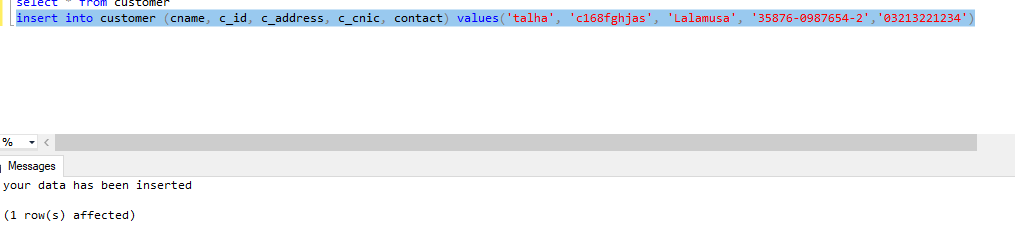 select * from customer
insert into customer (cname, c_id, c_address, c_cnic, contact) values('talha', 'c168fghjas', 'Lalamusa', '35876-0987654-2','03213221234')
%
Messages
your data has been inserted
(1 row(s) affected)